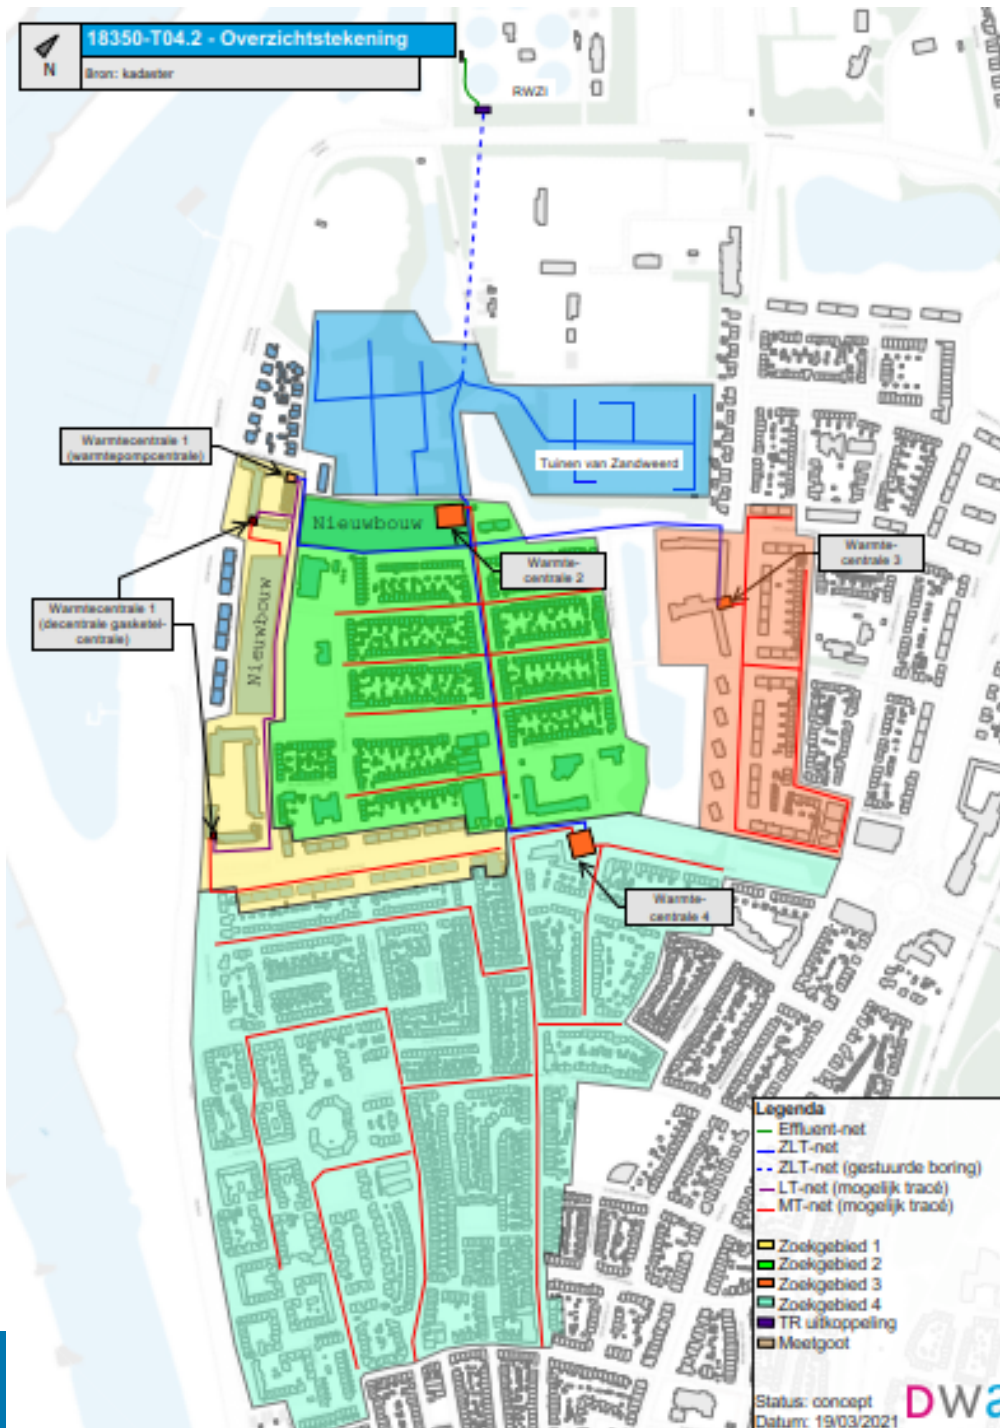 18350-T04.2 - Overzichtstekening
Bron: kadaster
N
RWZI
Warmtecentrale 1
(warmtepompcentrale)
Tuinen van Zandweerd
Nieuwbouw
Warmte-
centrale 2
Warmte-
centrale 3
Warmtecentrale 1
(decentrale gasketel-
centrale)
Nieuwbouw
Warmte-
centrale 4
Legenda
Effluent-net
ZLT-net
ZLT-net (gestuurde boring)
LT-net (mogelijk tracé)
MT-net (mogelijk tracé)
Zoekgebied 1
Zoekgebied 2
Zoekgebied 3
Zoekgebied 4
TR uitkoppeling
Meetgoot
Status: concept
Datum: 19/03/2021
DWa